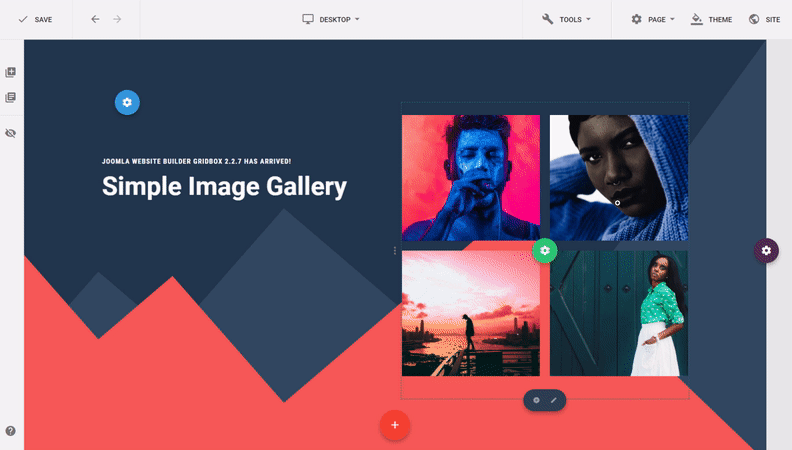 SAVE
DESKTOP
TOOLS
PAGE
THEME
SITE
JOOMLA WEBSITE BUILDER GRIDBOX 2.2.7 HAS ARRIVED!
Simple Image Gallery